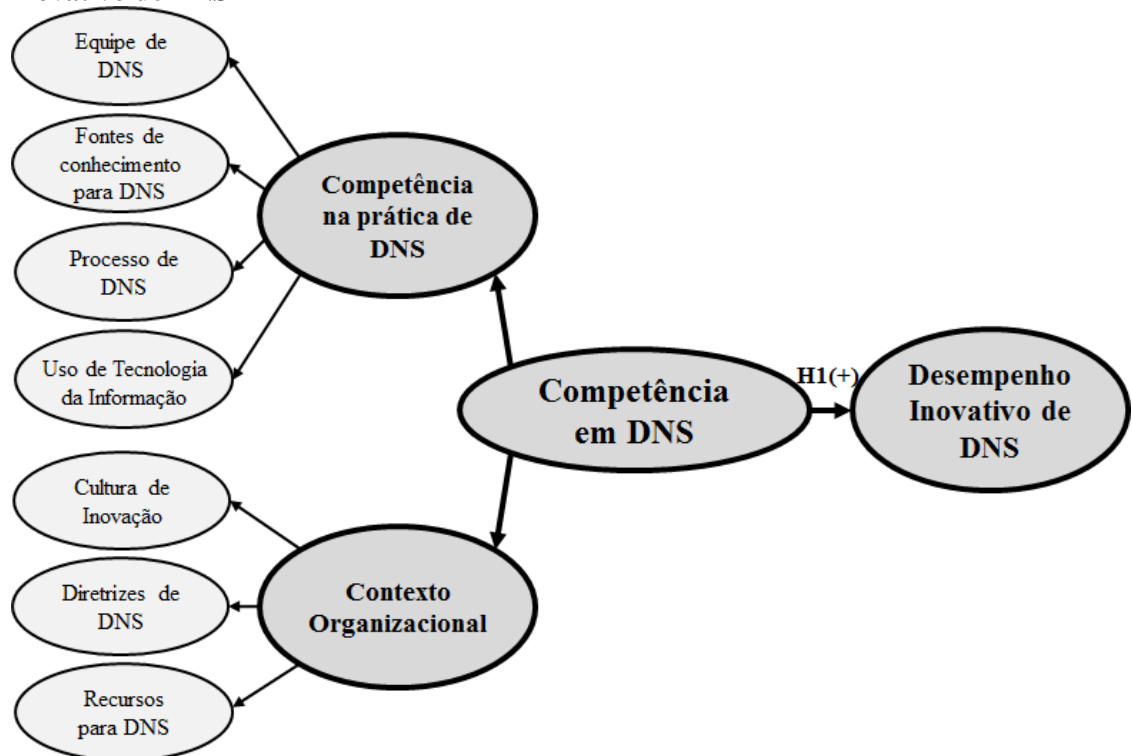 Equipe de
DNS
Fontes de
conhecimento
para DNS
Processo de
DNS
Uso de Tecnologia
da Informação
Competência
na prática de
DNS
Competência
em DNS
H1(+)
Desempenho
Inovativo de
DNS
Cultura de
Inovação
Diretrizes de
DNS
Recursos
para DNS
Contexto
Organizacional